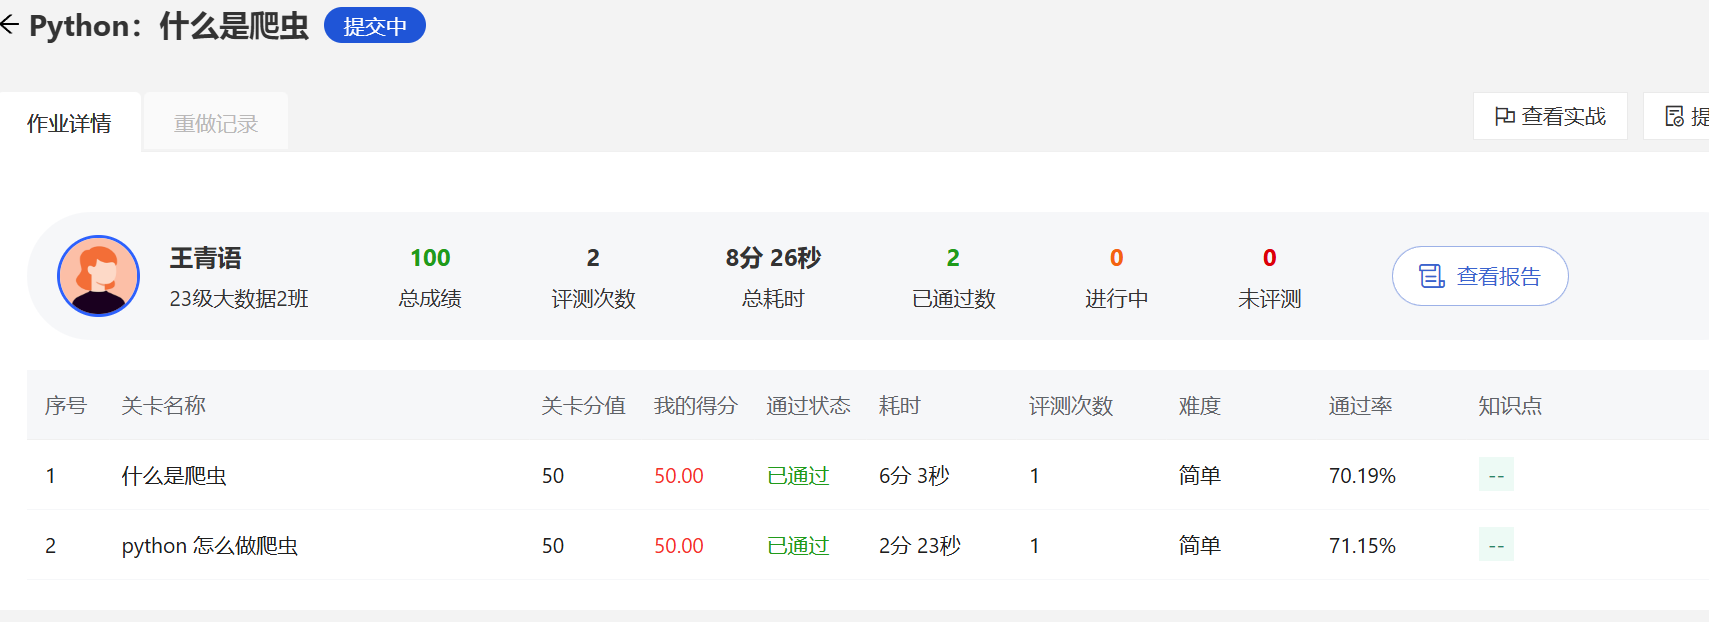 Python：什么是爬虫 提交中
作业详情 重做记录 查看实战 提
王青语 100 2 8分 26秒 2 0 0
23级大数据2班 总成绩 评测次数 总耗时 已通过数 进行中 未评测 查看报告
序号 关卡名称 关卡分值 我的得分 通过状态 耗时 评测次数 难度 通过率 知识点
1 什么是爬虫 50 50.00 已通过 6分 3秒 1 简单 70.19% --
2 python 怎么做爬虫 50 50.00 已通过 2分 23秒 1 简单 71.15% --